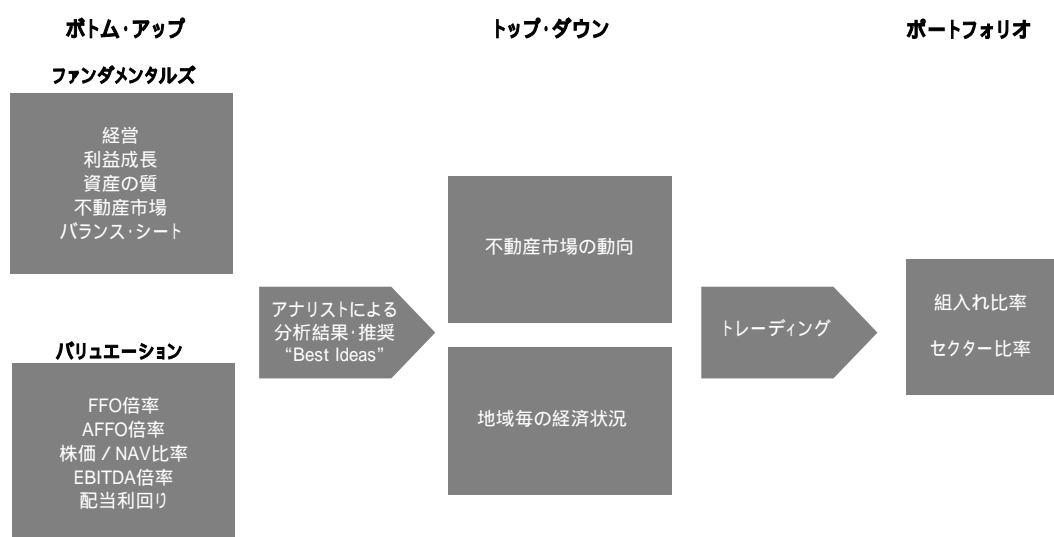 ボトム・アップ
トップ・ダウン
ポートフォリオ
ファンダメンタルズ
経営
利益成長
資産の質
不動産市場
バランス・シート
バリュエーション
FFO倍率
AFFO倍率
株価 / NAV比率
EBITDA倍率
配当利回り
アナリストによる
分析結果・推奨
“Best Ideas”
不動産市場の動向
地域毎の経済状況
トレーディング
組入れ比率
セクター比率